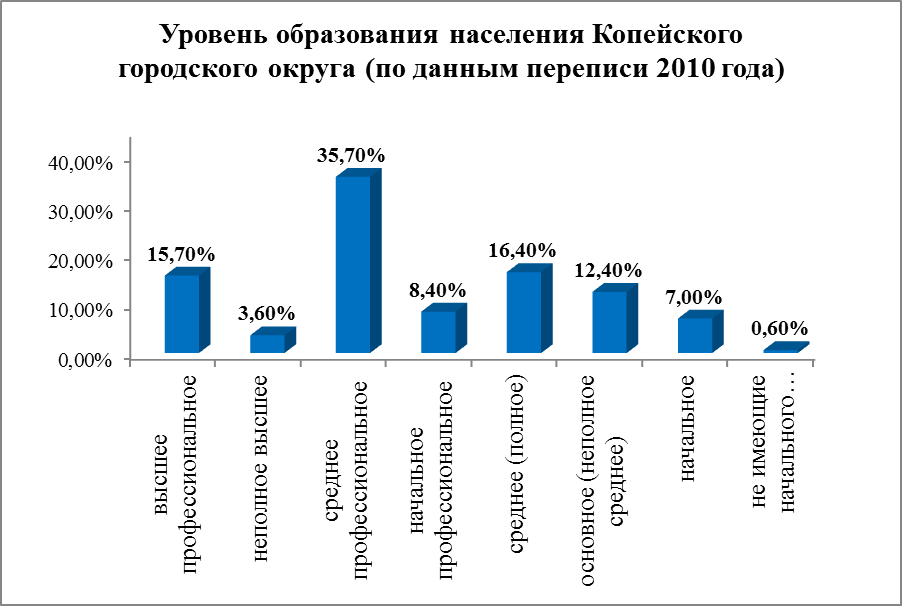 Уровень образования населения Копейского
городского округа (по данным переписи 2010 года)
40,00%
30,00%
20,00%
10,00%
0,00%
15,70%
3,60%
35,70%
8,40%
16,40%
12,40%
7,00%
0,60%
высшее
профессиональное
неполное высшее
среднее
профессиональное
начальное
профессиональное
среднее (полное)
основное (неполное
среднее)
начальное
не имеющие
начального…